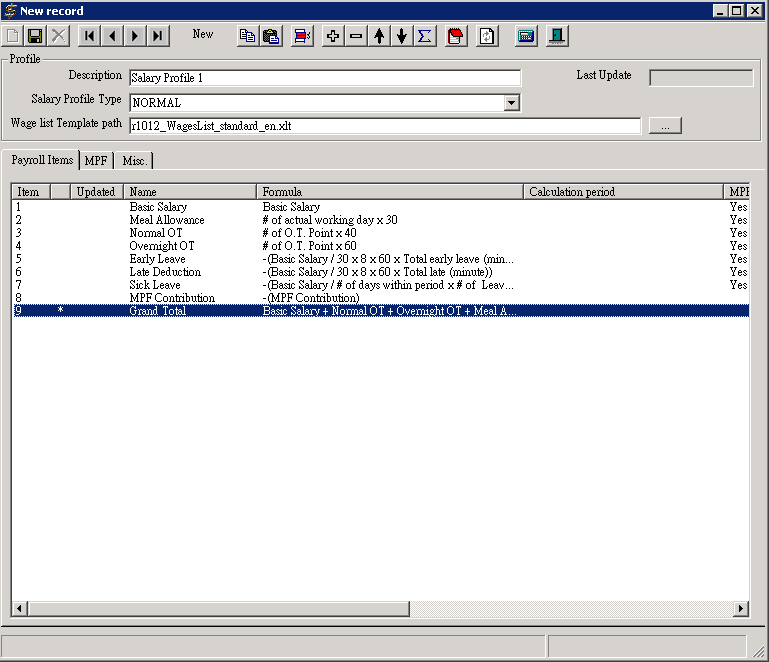 New record
New
Profile
Description Salary Profile 1 Last Update
Salary Profile Type NORMAL
Wage list Template path r1012_WagesList_standard_en.xlt ...
Payroll Items MPF Misc.
Item Updated Name Formula Calculation period MPF
1 Basic Salary Basic Salary Yes
2 Meal Allowance # of actual working day x 30 Yes
3 Normal OT # of O.T. Point x 40 Yes
4 Overnight OT # of O.T. Point x 60 Yes
5 Early Leave -(Basic Salary / 30 x 8 x 60 x Total early leave (min... Yes
6 Late Deduction -(Basic Salary / 30 x 8 x 60 x Total late (minute)) Yes
7 Sick Leave -(Basic Salary / # of days within period x # of Leav... Yes
8 MPF Contribution -(MPF Contribution)
9 * Grand Total Basic Salary + Normal OT + Overnight OT + Meal A...